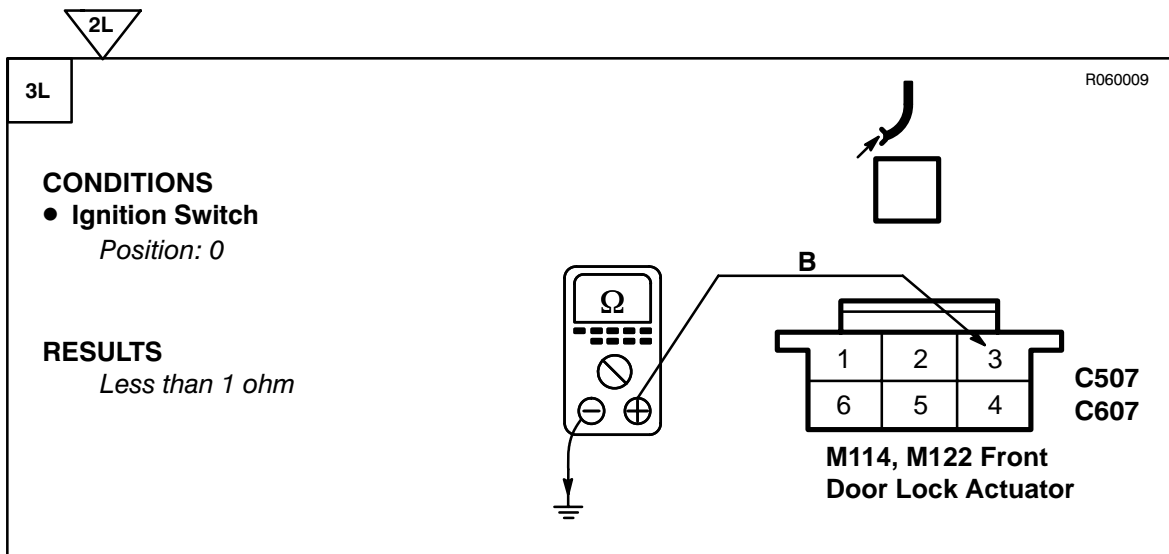 2L
3L
R060009
CONDITIONS
● Ignition Switch
Position: 0
RESULTS
Less than 1 ohm
Ω
B
1 2 3
6 5 4
C507
C607
M114, M122 Front
Door Lock Actuator